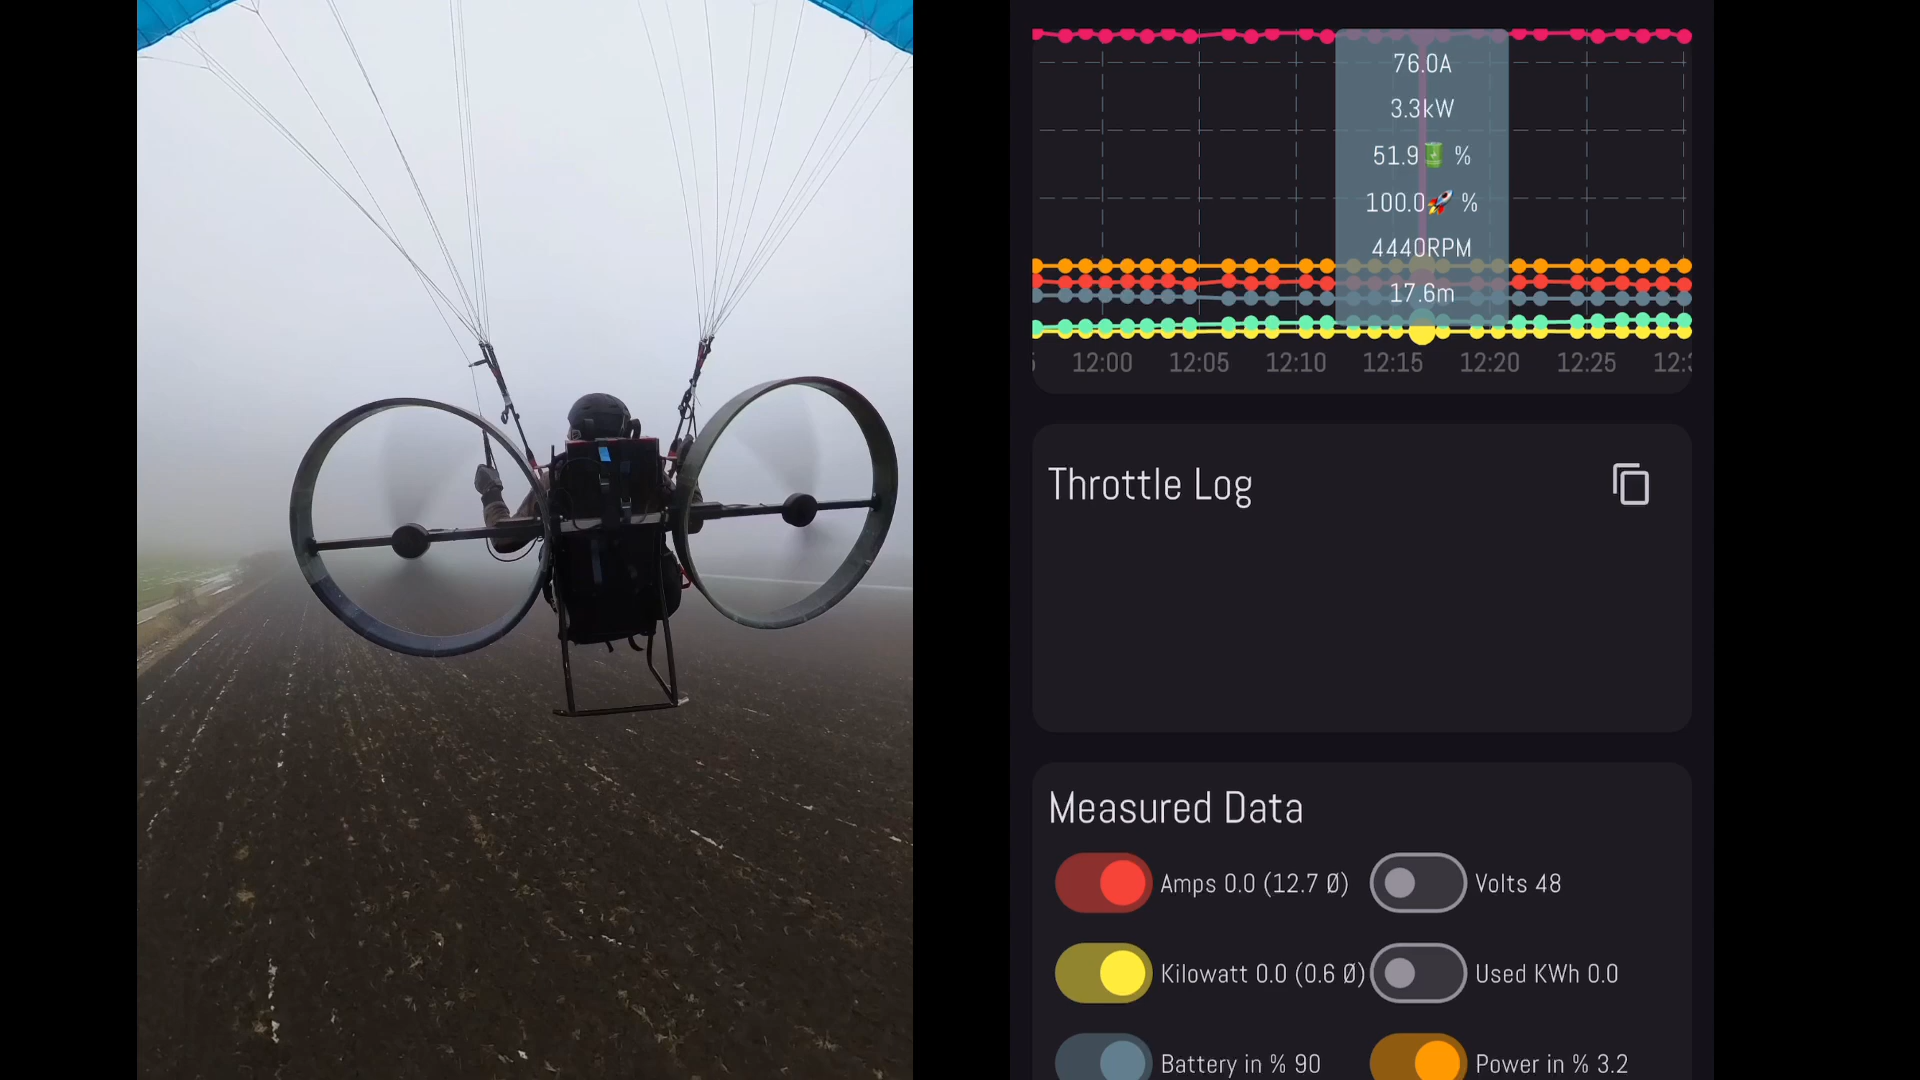 76.0A
3.3kW
51.9🔋 %
100.0🚀 %
4440RPM
17.6m
12:00 12:05 12:10 12:15 12:20 12:25
Throttle Log
Measured Data
Amps 0.0 (12.7 Ø) Volts 48
Kilowatt 0.0 (0.6 Ø) Used KWh 0.0
Battery in % 90 Power in % 3.2